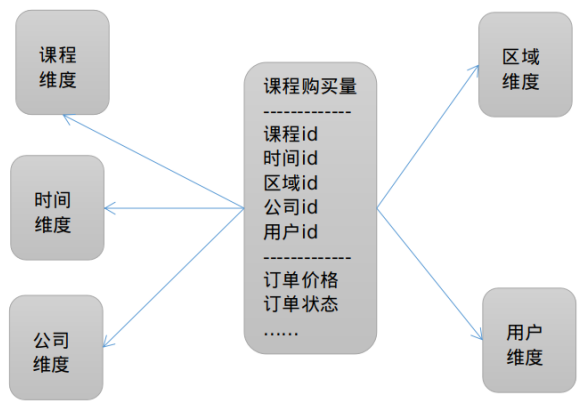 课程
维度
时间
维度
公司
维度
课程购买量
-------------
课程id
时间id
区域id
公司id
用户id
-------------
订单价格
订单状态
......
区域
维度
用户
维度